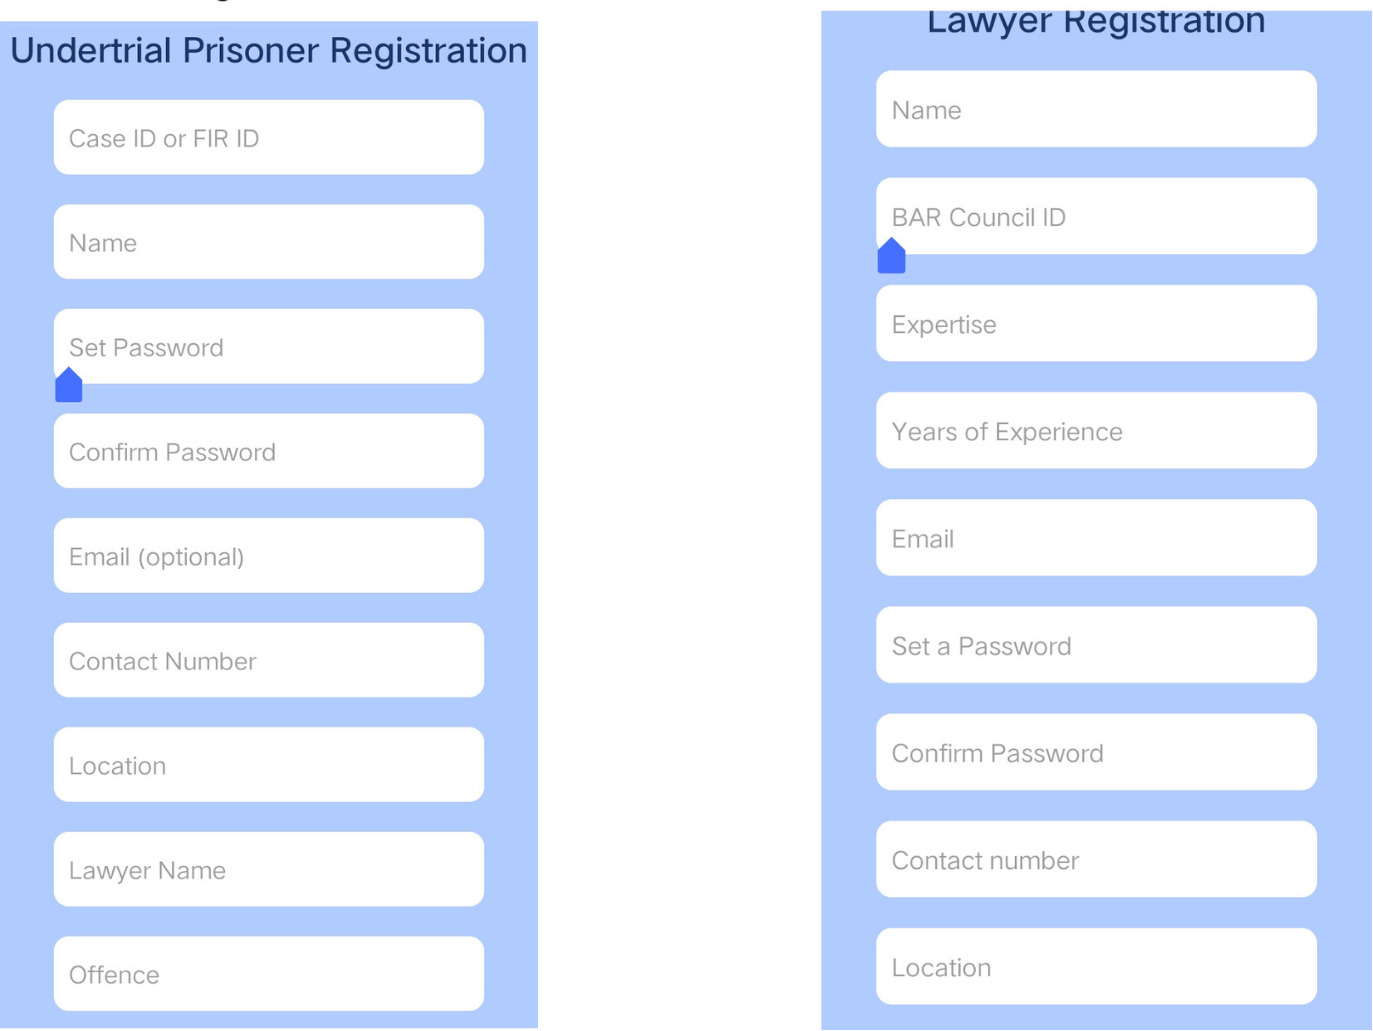 Undertrial Prisoner Registration
Case ID or FIR ID
Name
Set Password
Confirm Password
Email (optional)
Contact Number
Location
Lawyer Name
Offence
Lawyer Registration
Name
BAR Council ID
Expertise
Years of Experience
Email
Set a Password
Confirm Password
Contact number
Location